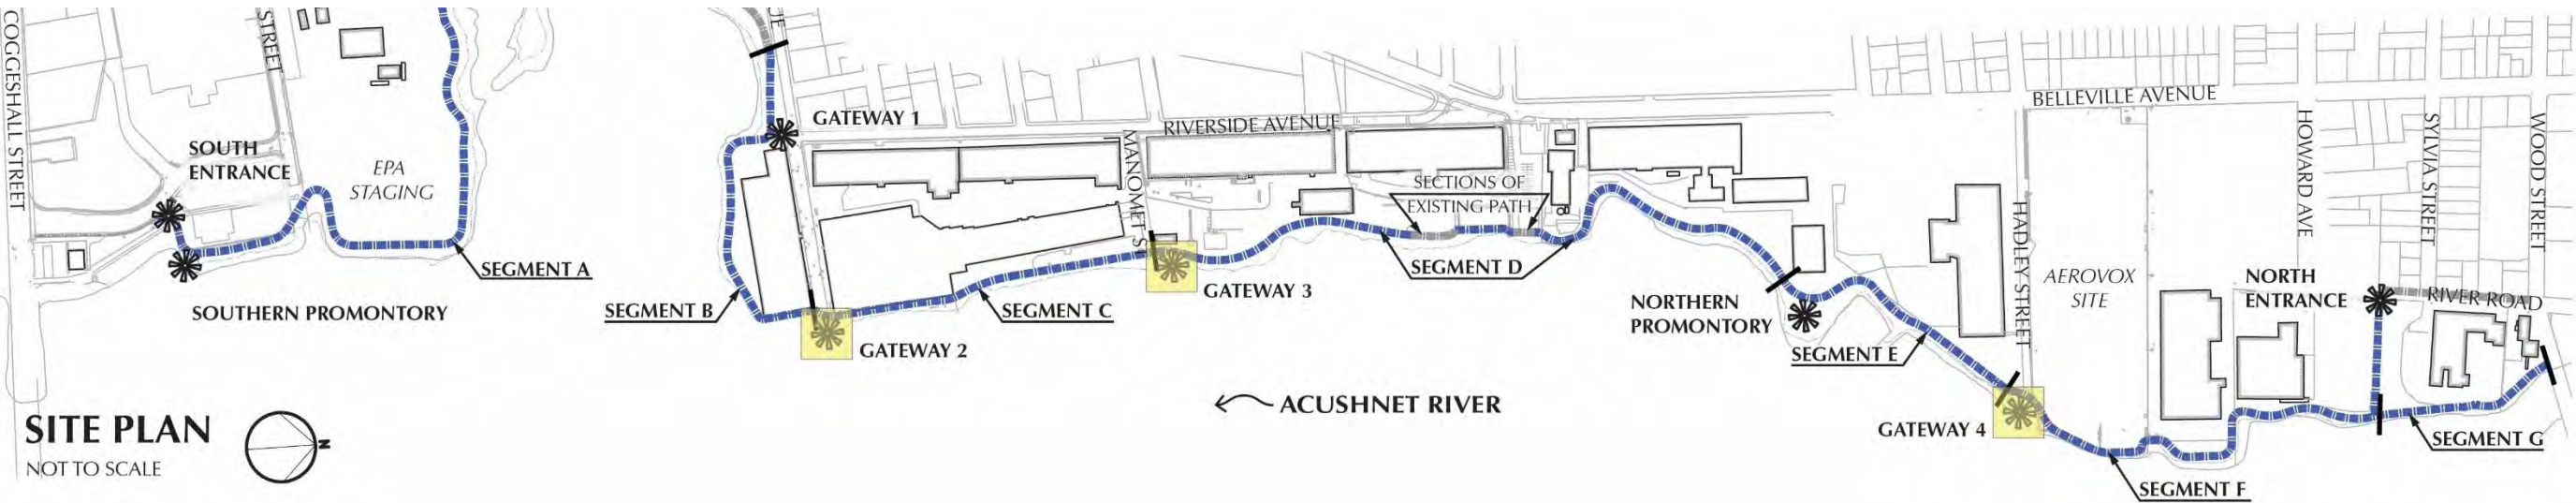 COGGESHALL STREET
STREET
SOUTH
ENTRANCE
EPA
STAGING
SEGMENT A
SOUTHERN PROMONTORY
SITE PLAN
NOT TO SCALE
N
GATEWAY 1
SEGMENT B
GATEWAY 2
SEGMENT C
MANOMET S
RIVERSIDE AVENUE
GATEWAY 3
SECTIONS OF
EXISTING PATH
SEGMENT D
ACUSHNET RIVER
NORTHERN
PROMONTORY
SEGMENT E
GATEWAY 4
HADLEY STREET
BELLEVILLE AVENUE
AEROVOX
SITE
SEGMENT F
HOWARD AVE
NORTH
ENTRANCE
SYLVIA STREET
WOOD STREET
RIVER ROAD
SEGMENT G